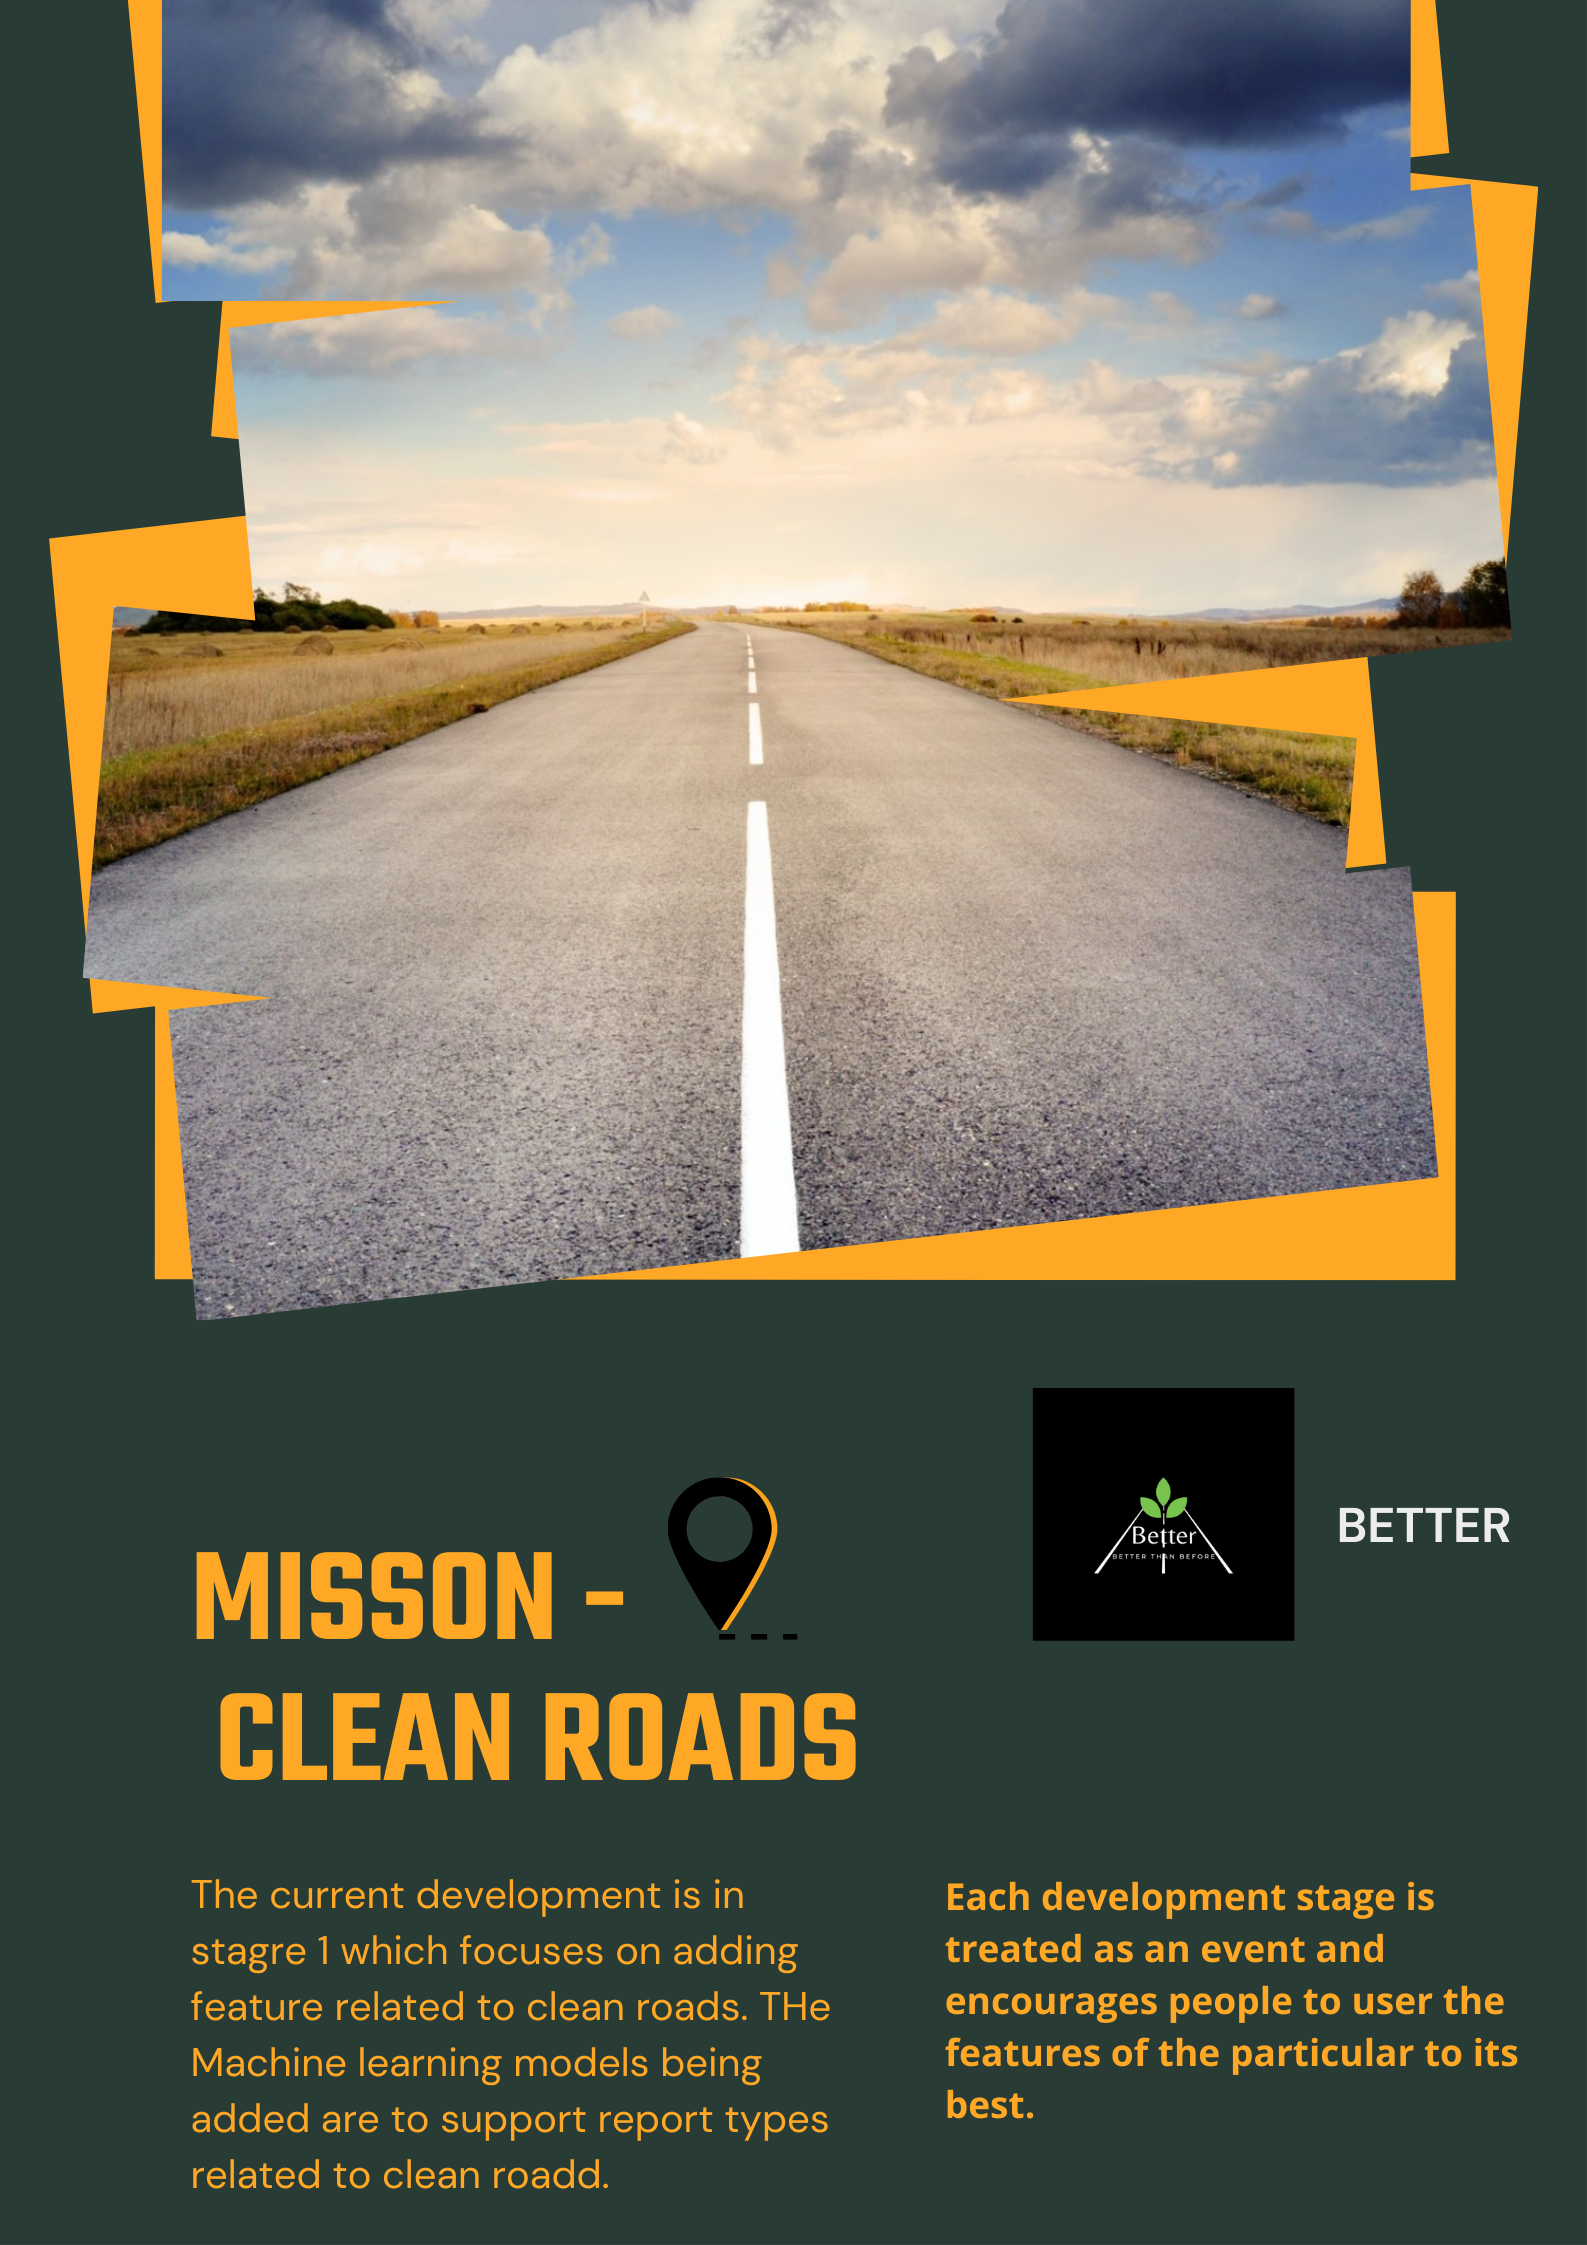 Better
BETTER THAN BEFORE
BETTER
MISSON -
CLEAN ROADS
The current development is in
stagre 1 which focuses on adding
feature related to clean roads. THe
Machine learning models being
added are to support report types
related to clean roadd.
Each development stage is
treated as an event and
encourages people to user the
features of the particular to its
best.